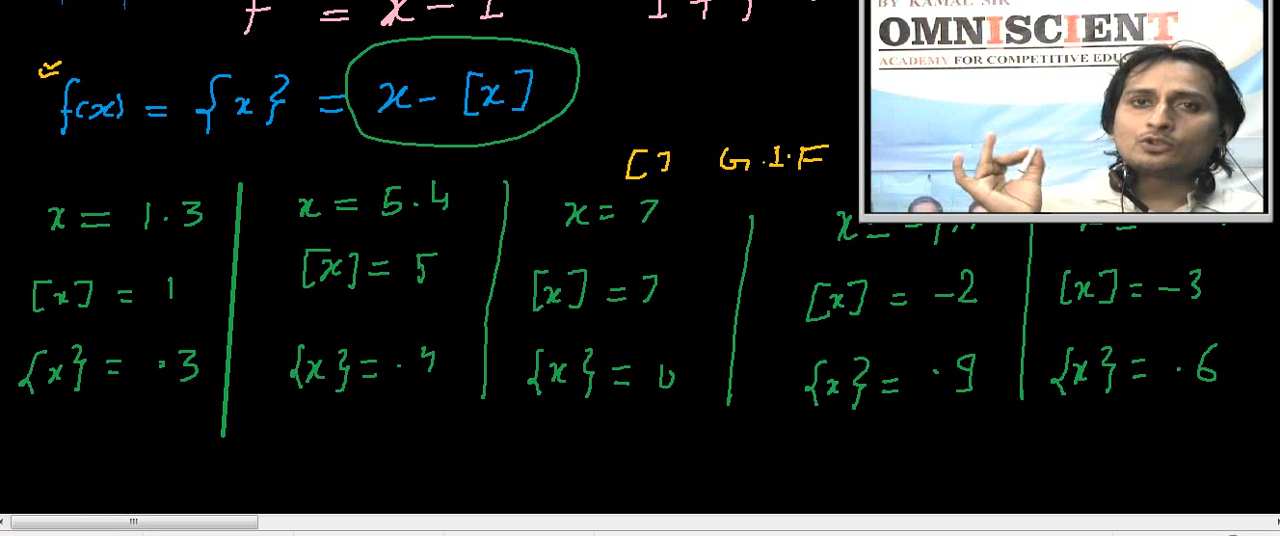 f = x - I
I + f
BY KAMAL SIR
OMNISCIENT
ACADEMY FOR COMPETITIVE EDU
f(x) = {x} = x - [x]
[] G.I.F
x = 1.3
[x] = 1
{x} = .3
x = 5.4
[x] = 5
{x} = .4
x = 7
[x] = 7
{x} = 0
[x] = -2
{x} = .9
[x] = -3
{x} = .6